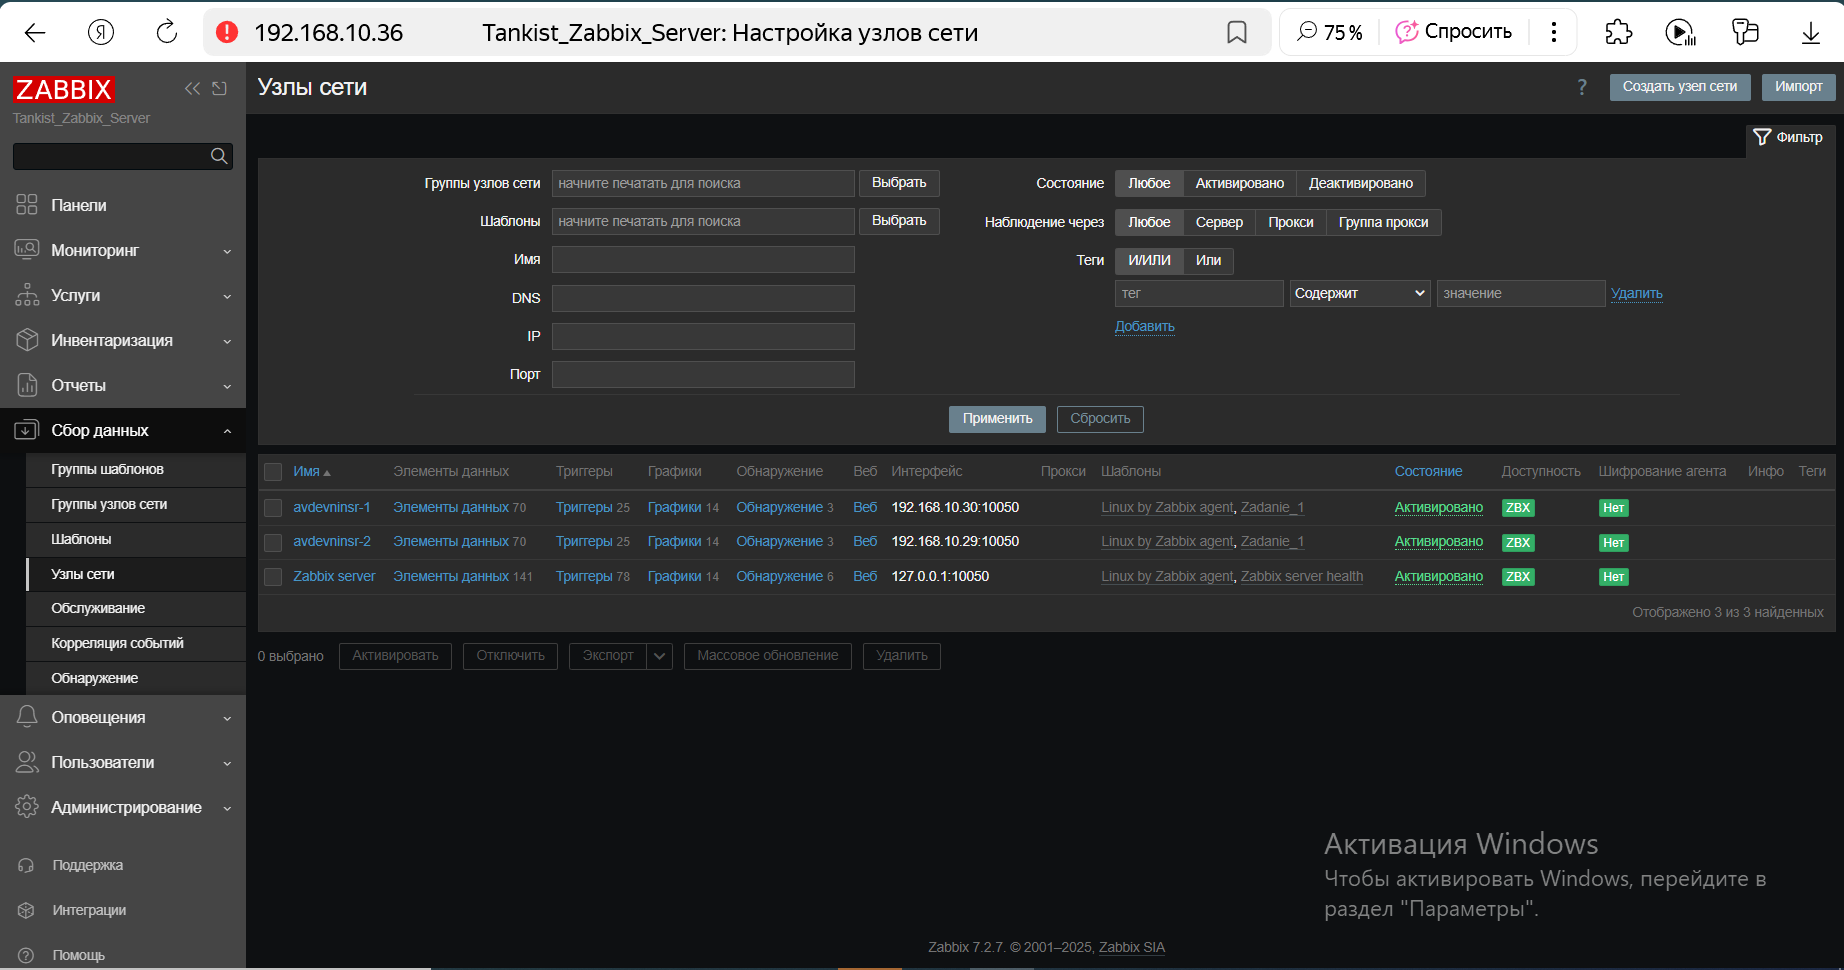 192.168.10.36 Tankist_Zabbix_Server: Настройка узлов сети 75 % Спросить
ZABBIX
Tankist_Zabbix_Server
Панели
Мониторинг
Услуги
Инвентаризация
Отчеты
Сбор данных
Группы шаблонов
Группы узлов сети
Шаблоны
Узлы сети
Обслуживание
Корреляция событий
Обнаружение
Оповещения
Пользователи
Администрирование
Поддержка
Интеграции
Помощь
Узлы сети ? Создать узел сети Импорт
Фильтр
Группы узлов сети начните печатать для поиска Выбрать
Шаблоны начните печатать для поиска Выбрать
Имя
DNS
IP
Порт
Состояние Любое Активировано Деактивировано
Наблюдение через Любое Сервер Прокси Группа прокси
Теги И/ИЛИ Или
тег Содержит значение Удалить
Добавить
Применить Сбросить
Имя Элементы данных Триггеры Графики Обнаружение Веб Интерфейс Прокси Шаблоны Состояние Доступность Шифрование агента Инфо Теги
avdevninsr-1 Элементы данных 70 Триггеры 25 Графики 14 Обнаружение 3 Веб 192.168.10.30:10050 Linux by Zabbix agent, Zadanie_1 Активировано ZBX Нет
avdevninsr-2 Элементы данных 70 Триггеры 25 Графики 14 Обнаружение 3 Веб 192.168.10.29:10050 Linux by Zabbix agent, Zadanie_1 Активировано ZBX Нет
Zabbix server Элементы данных 141 Триггеры 78 Графики 14 Обнаружение 6 Веб 127.0.0.1:10050 Linux by Zabbix agent, Zabbix server health Активировано ZBX Нет
Отображено 3 из 3 найденных
0 выбрано Активировать Отключить Экспорт Массовое обновление Удалить
Активация Windows
Чтобы активировать Windows, перейдите в
раздел "Параметры".
Zabbix 7.2.7. © 2001–2025, Zabbix SIA